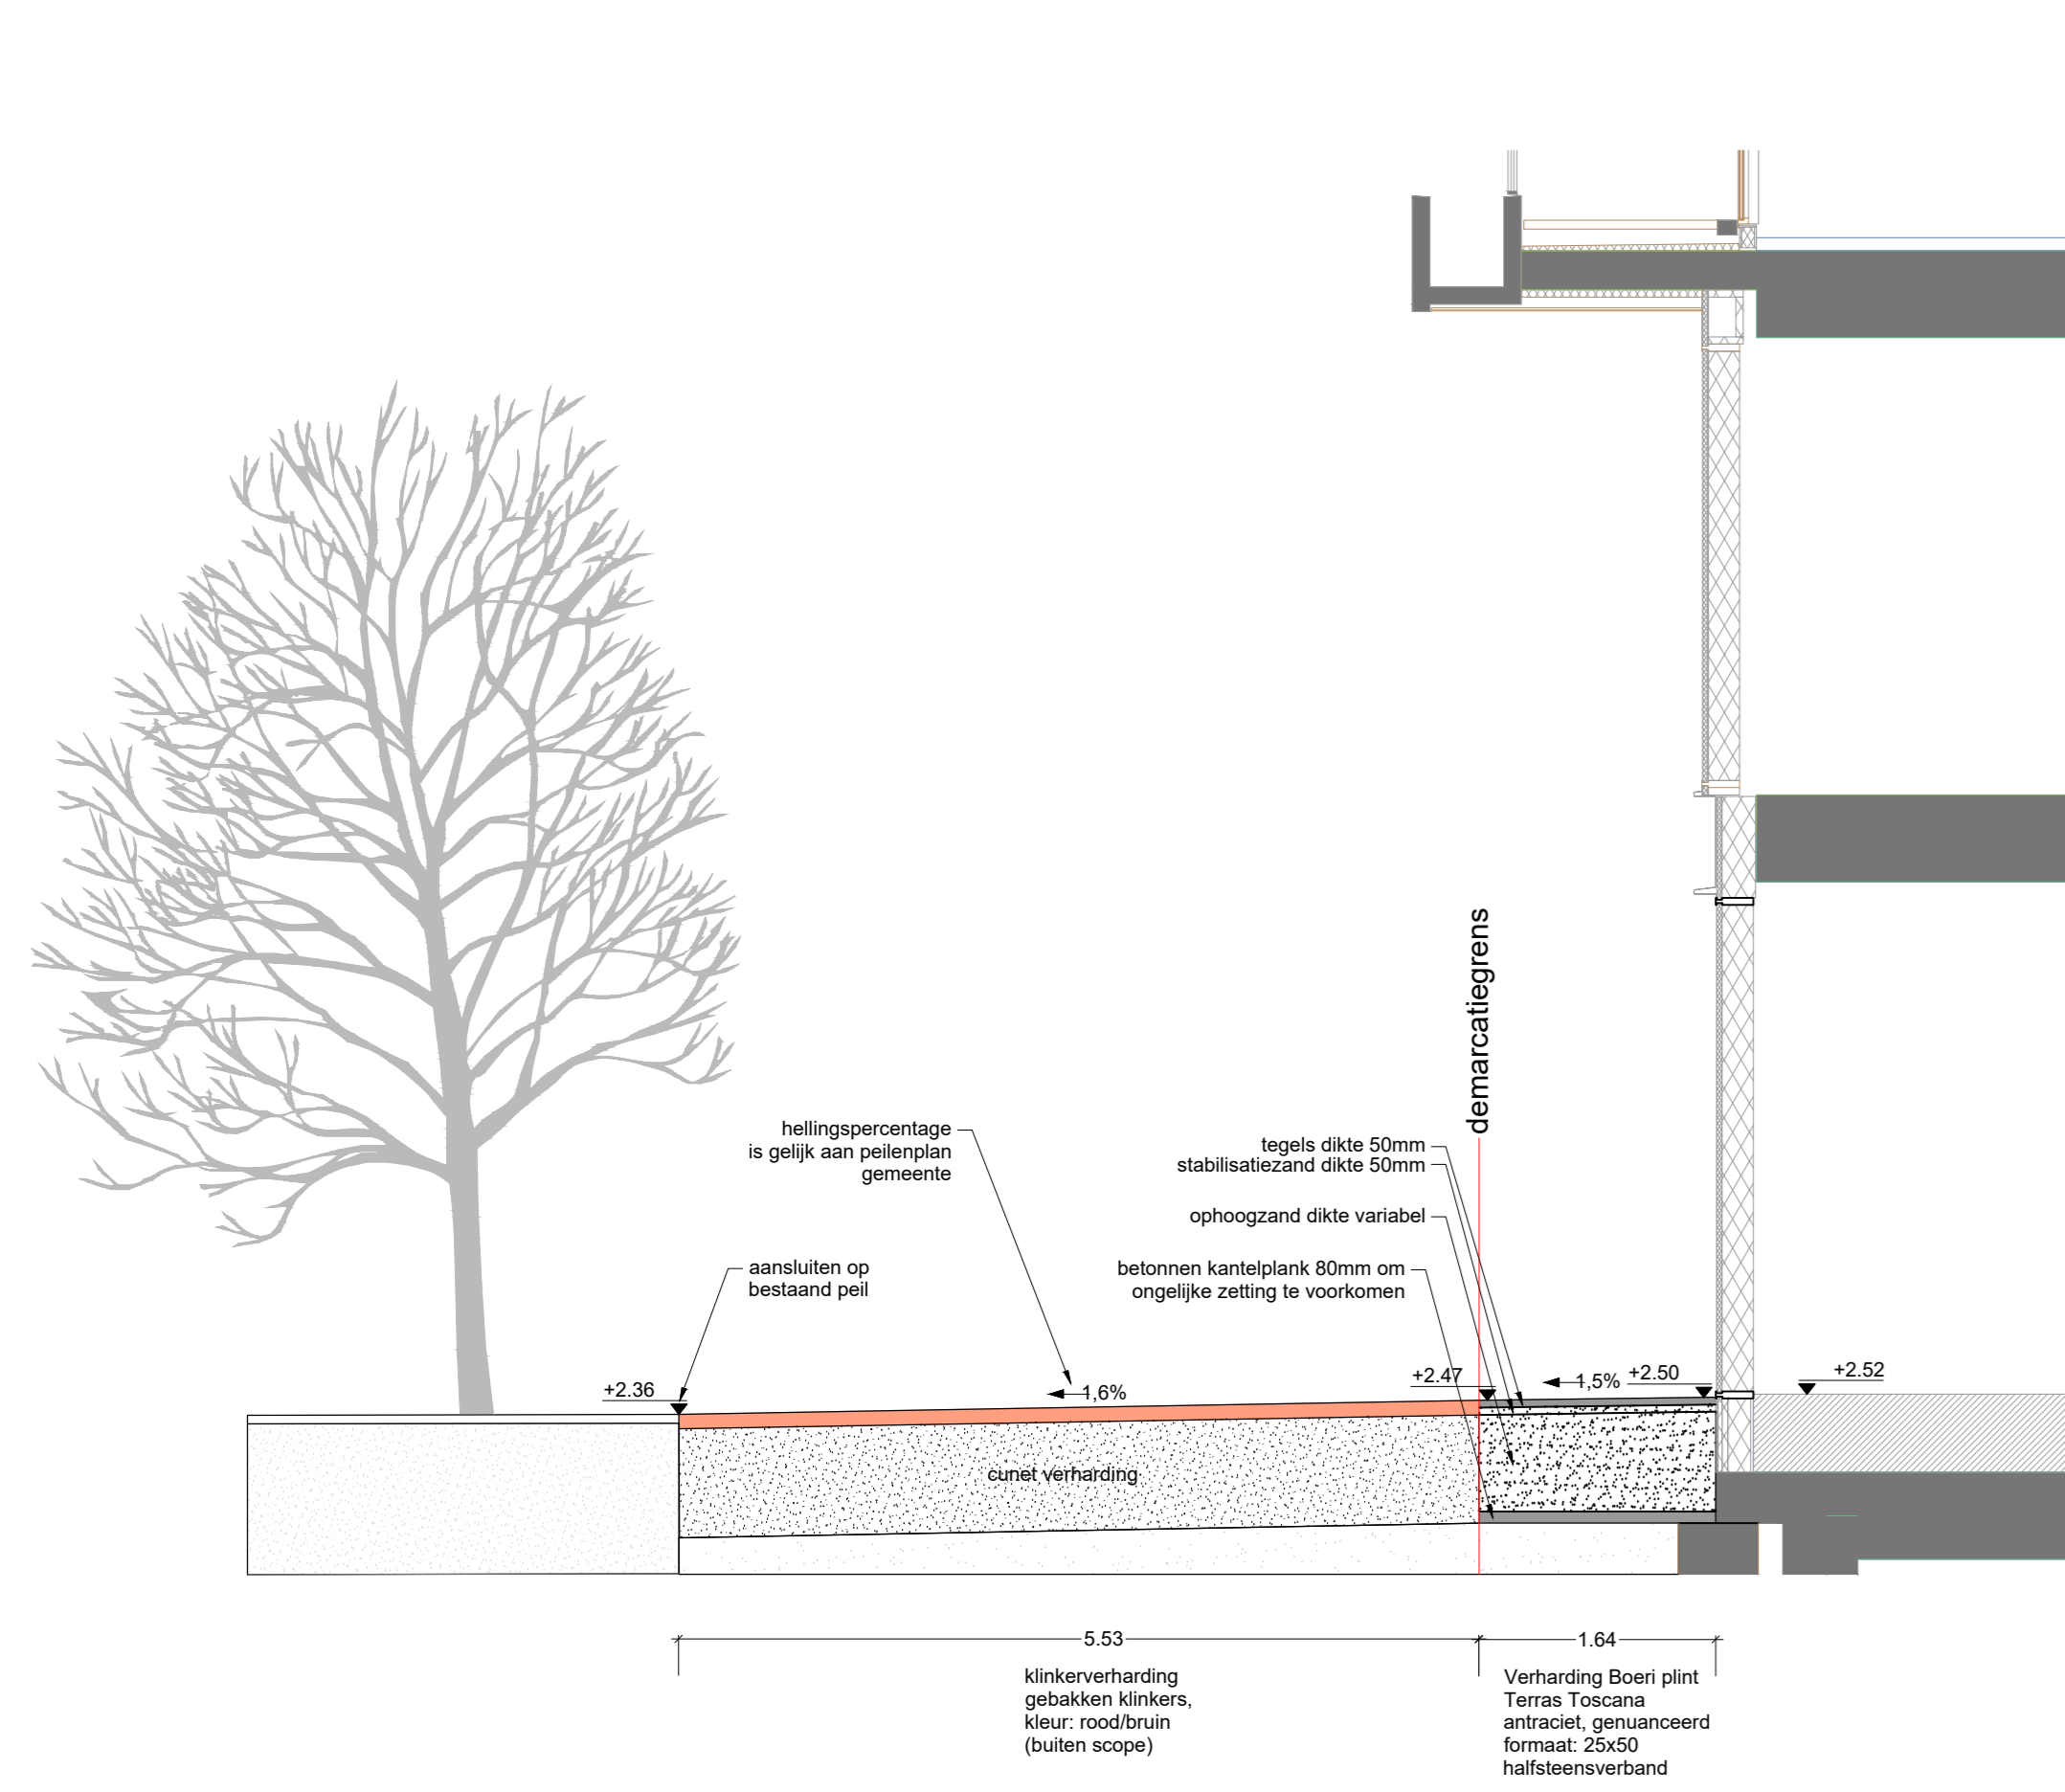 demarcatiegrens
hellingspercentage
is gelijk aan peilenplan
gemeente
tegels dikte 50mm
stabilisatiezand dikte 50mm
ophoogzand dikte variabel
betonnen kantelplank 80mm om
ongelijke zetting te voorkomen
aansluiten op
bestaand peil
+2.36
1,6%
+2.47
1,5%
+2.50
+2.52
cunet verharding
5.53
1.64
klinkerverharding
gebakken klinkers,
kleur: rood/bruin
(buiten scope)
Verharding Boeri plint
Terras Toscana
antraciet, genuanceerd
formaat: 25x50
halfsteensverband